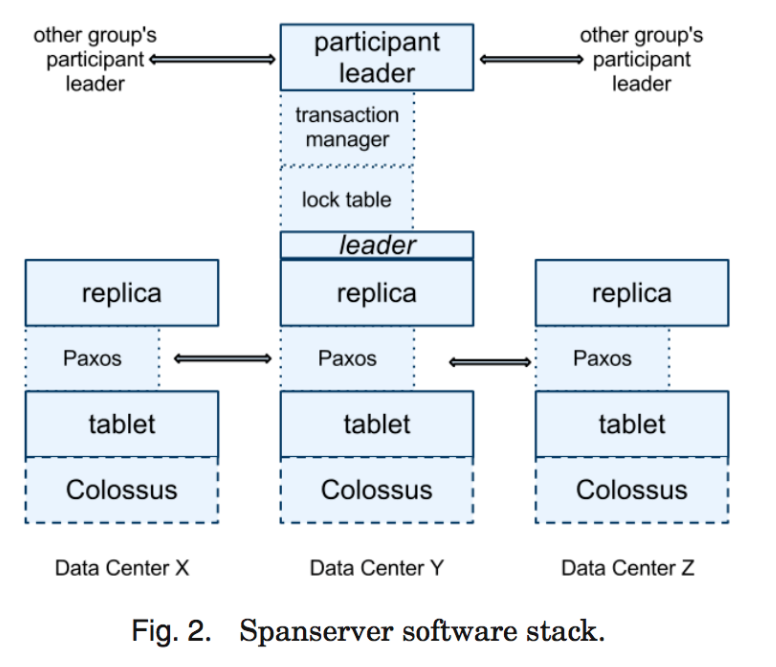 other group's
participant
leader
participant
leader
other group's
participant
leader
transaction
manager
lock table
leader
replica
replica
replica
Paxos
Paxos
Paxos
tablet
tablet
tablet
Colossus
Colossus
Colossus
Data Center X
Data Center Y
Data Center Z
Fig. 2. Spanserver software stack.